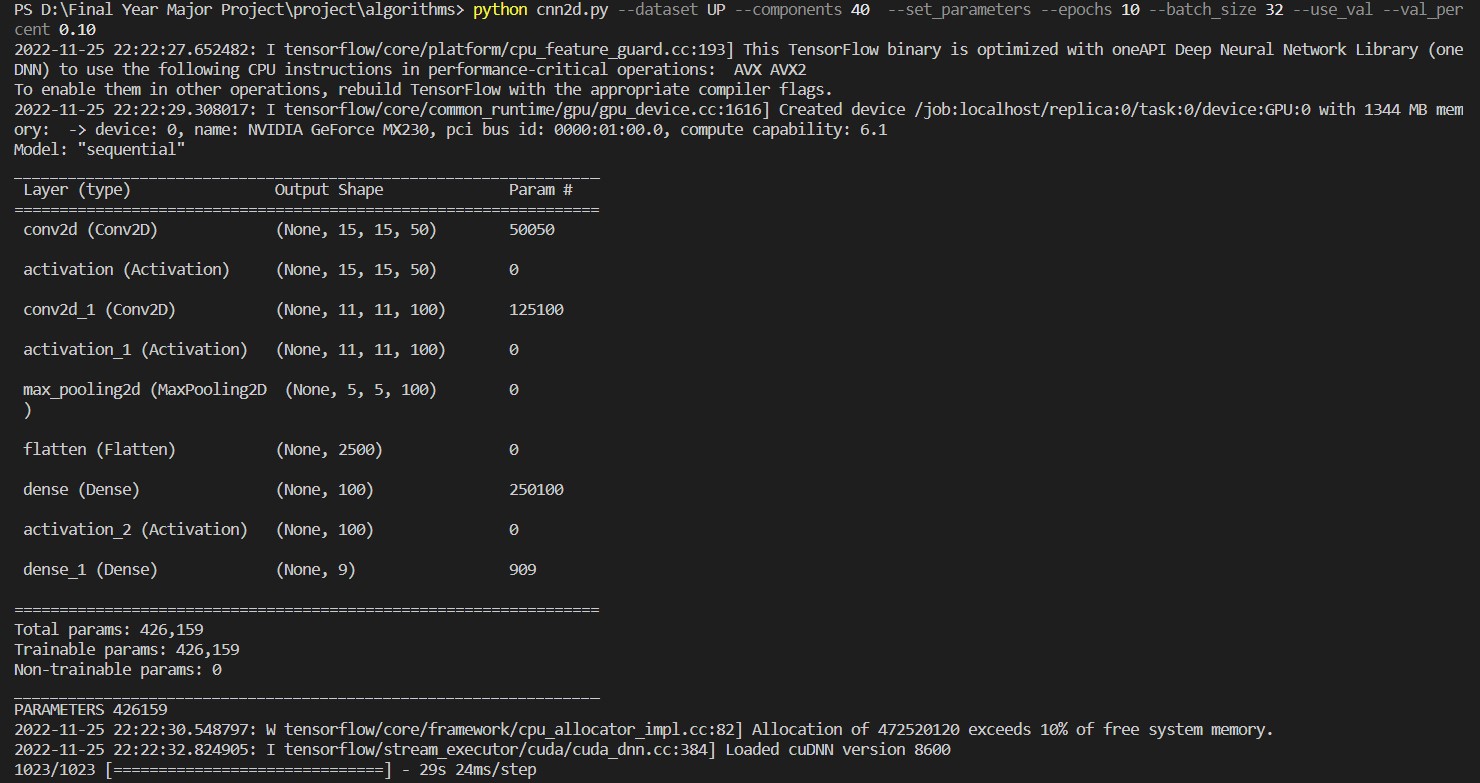 PS D:\Final Year Major Project\project\algorithms> python cnn2d.py --dataset UP --components 40  --set_parameters --epochs 10 --batch_size 32 --use_val --val_per
cent 0.10
2022-11-25 22:22:27.652482: I tensorflow/core/platform/cpu_feature_guard.cc:193] This TensorFlow binary is optimized with oneAPI Deep Neural Network Library (one
DNN) to use the following CPU instructions in performance-critical operations:  AVX AVX2
To enable them in other operations, rebuild TensorFlow with the appropriate compiler flags.
2022-11-25 22:22:29.308017: I tensorflow/core/common_runtime/gpu/gpu_device.cc:1616] Created device /job:localhost/replica:0/task:0/device:GPU:0 with 1344 MB mem
ory:  -> device: 0, name: NVIDIA GeForce MX230, pci bus id: 0000:01:00.0, compute capability: 6.1
Model: "sequential"
_________________________________________________________________
 Layer (type)                Output Shape              Param #
=================================================================
 conv2d (Conv2D)             (None, 15, 15, 50)        50050
 activation (Activation)     (None, 15, 15, 50)        0
 conv2d_1 (Conv2D)           (None, 11, 11, 100)       125100
 activation_1 (Activation)   (None, 11, 11, 100)       0
 max_pooling2d (MaxPooling2D  (None, 5, 5, 100)        0
 )
 flatten (Flatten)           (None, 2500)              0
 dense (Dense)               (None, 100)               250100
 activation_2 (Activation)   (None, 100)               0
 dense_1 (Dense)             (None, 9)                 909
=================================================================
Total params: 426,159
Trainable params: 426,159
Non-trainable params: 0
_________________________________________________________________
PARAMETERS 426159
2022-11-25 22:22:30.548797: W tensorflow/core/framework/cpu_allocator_impl.cc:82] Allocation of 472520120 exceeds 10% of free system memory.
2022-11-25 22:22:32.824905: I tensorflow/stream_executor/cuda/cuda_dnn.cc:384] Loaded cuDNN version 8600
1023/1023 [==============================] - 29s 24ms/step